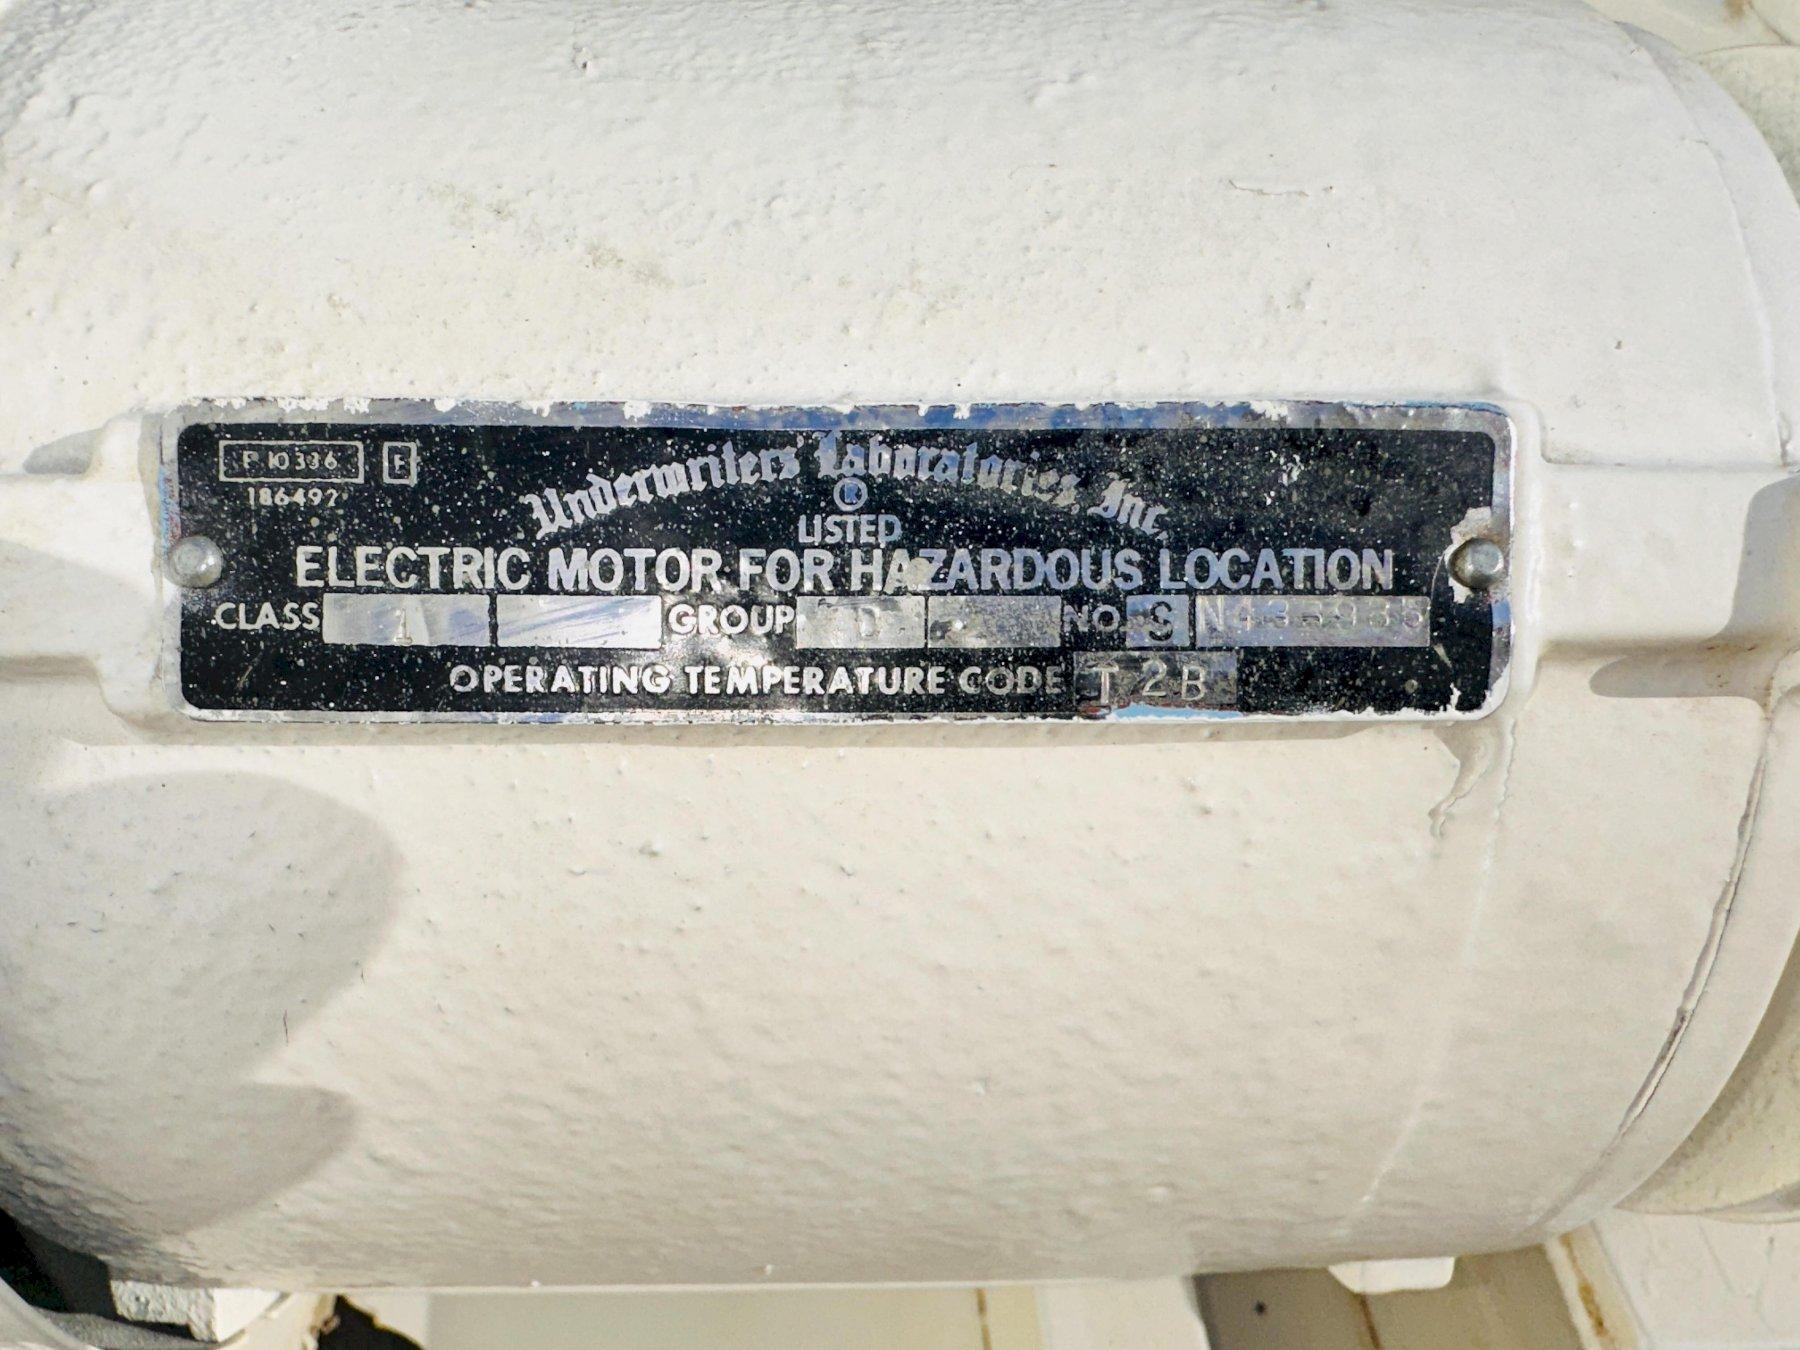 P 10336 F
186492
Underwriters Laboratories, Inc.
®
LISTED
ELECTRIC MOTOR FOR HAZARDOUS LOCATION
CLASS 1 GROUP D NO. S
OPERATING TEMPERATURE CODE T2B